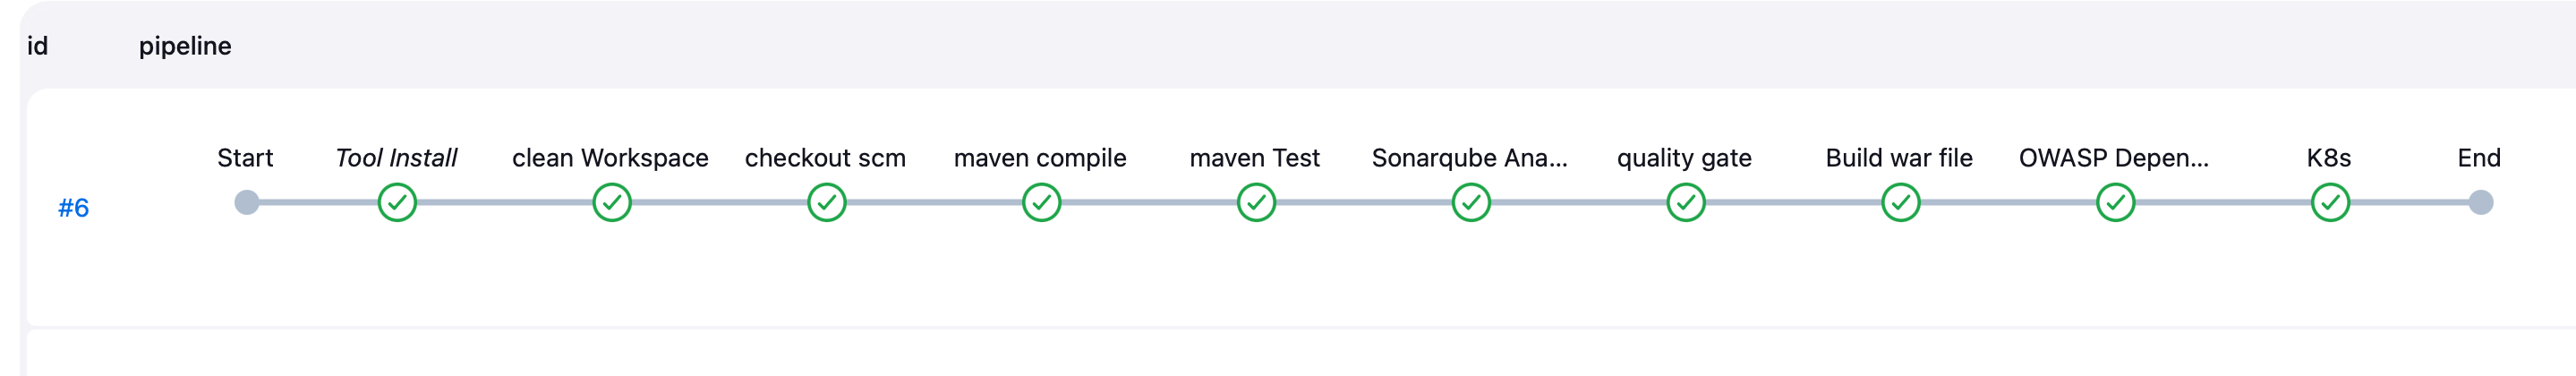 id pipeline
Start Tool Install clean Workspace checkout scm maven compile maven Test Sonarqube Ana... quality gate Build war file OWASP Depen... K8s End
#6